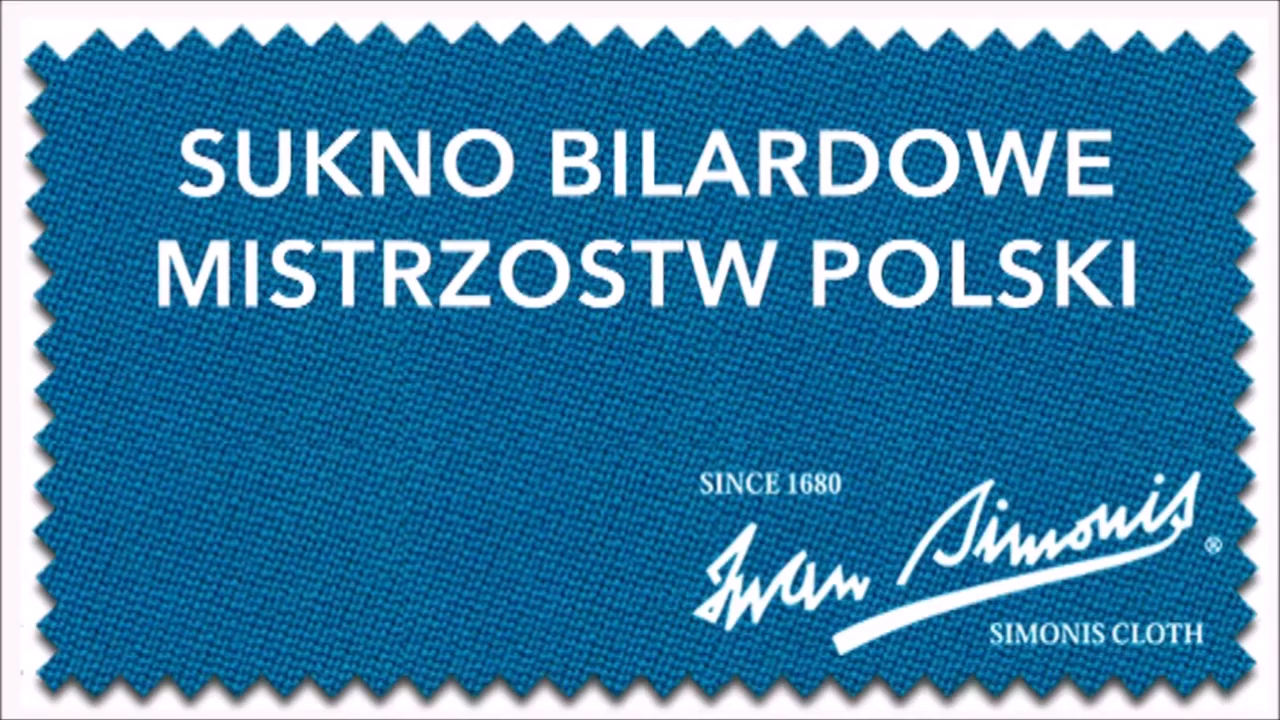 SUKNO BILARDOWE
MISTRZOSTW POLSKI
SINCE 1680
Iwan Simonis ®
SIMONIS CLOTH